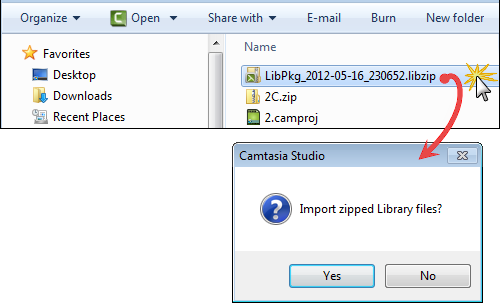 Organize Open Share with E-mail Burn New folder
Favorites
Desktop
Downloads
Recent Places
Name
LibPkg_2012-05-16_230652.libzip
2C.zip
2.camproj
Camtasia Studio
Import zipped Library files?
Yes No